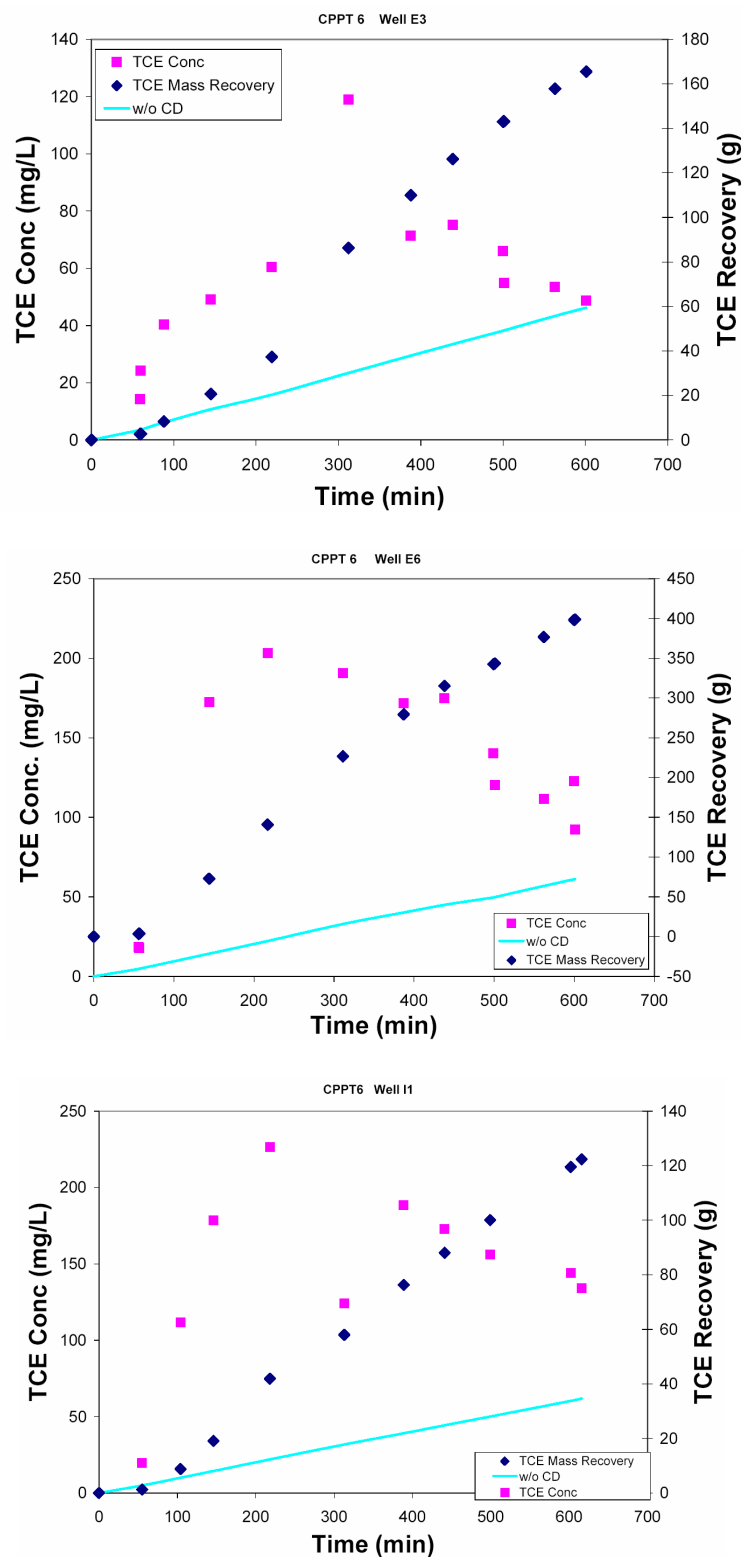 CPPT 6 Well E3
140
120
100
80
60
40
20
0
TCE Conc (mg/L)
TCE Conc
TCE Mass Recovery
w/o CD
180
160
140
120
100
80
60
40
20
0
TCE Recovery (g)
0 100 200 300 400 500 600 700
Time (min)
CPPT 6 Well E6
250
200
150
100
50
0
TCE Conc. (mg/L)
450
400
350
300
250
200
150
100
50
0
-50
TCE Recovery (g)
TCE Conc
w/o CD
TCE Mass Recovery
0 100 200 300 400 500 600 700
Time (min)
CPPT6 Well I1
250
200
150
100
50
0
TCE Conc (mg/L)
140
120
100
80
60
40
20
0
TCE Recovery (g)
TCE Mass Recovery
w/o CD
TCE Conc
0 100 200 300 400 500 600 700
Time (min)